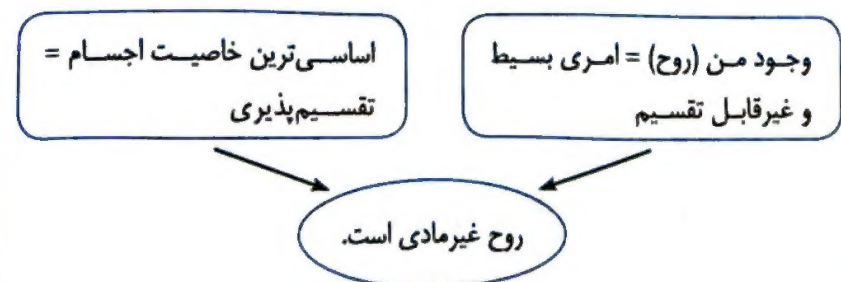 وجود من (روح) = امری بسیط
و غیرقابل تقسیم
اساسی‌ترین خاصیت اجسام =
تقسیم‌پذیری
روح غیرمادی است.